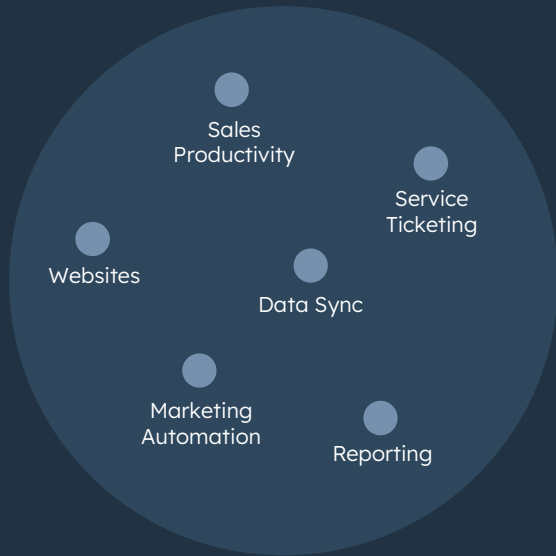 Sales
Productivity
Service
Ticketing
Websites
Data Sync
Marketing
Automation
Reporting